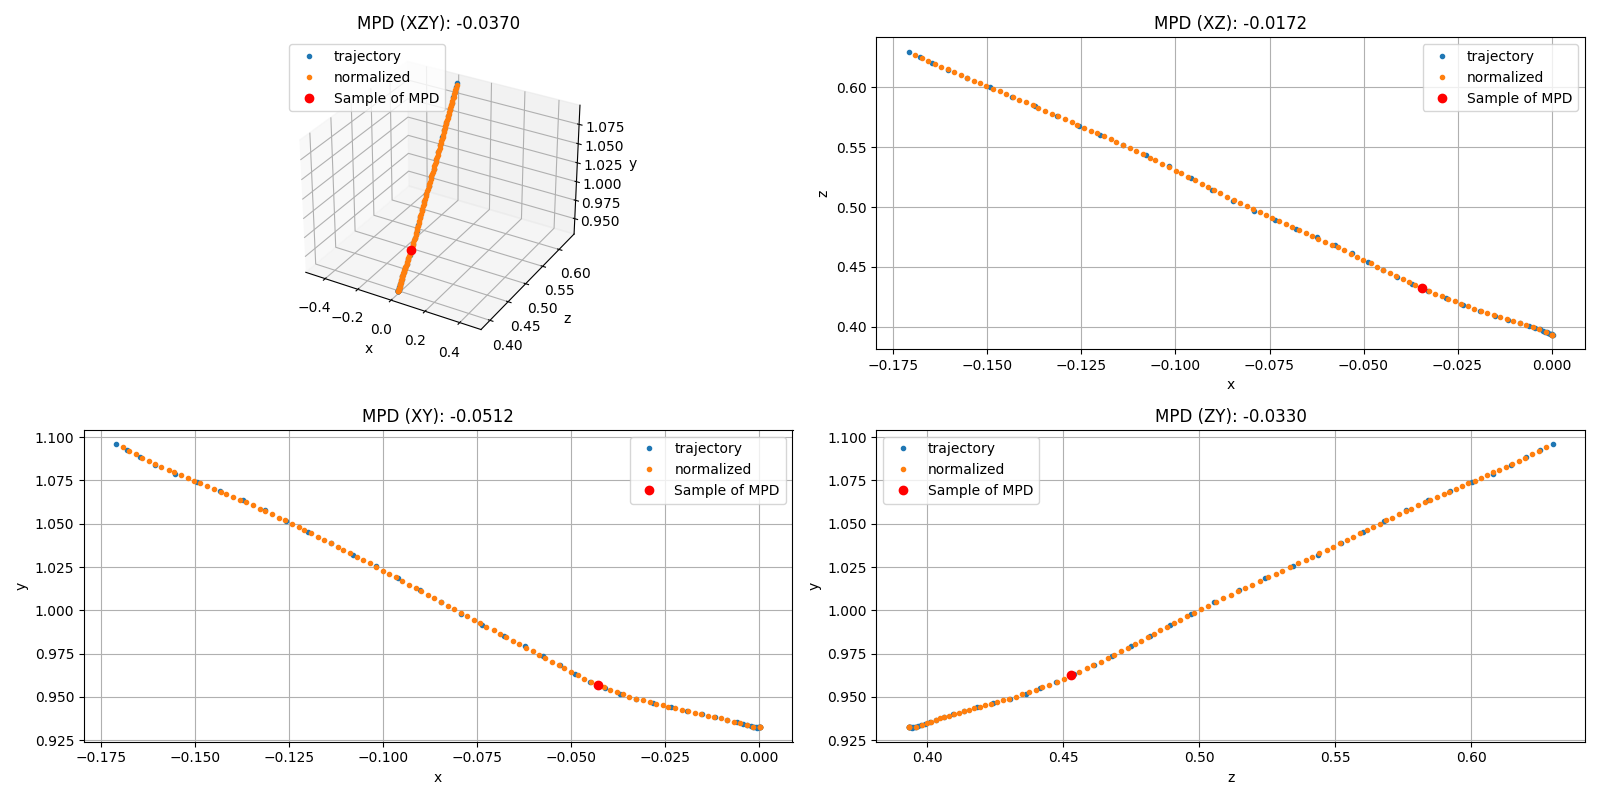 MPD (XZY): -0.0370
trajectory
normalized
Sample of MPD
1.075
1.050
1.025
1.000
0.975
0.950
y
−0.4
−0.2
0.0
0.2
0.4
x
0.40
0.45
0.50
0.55
0.60
z
MPD (XZ): -0.0172
trajectory
normalized
Sample of MPD
0.60
0.55
0.50
0.45
0.40
z
−0.175 −0.150 −0.125 −0.100 −0.075 −0.050 −0.025 0.000
x
MPD (XY): -0.0512
trajectory
normalized
Sample of MPD
1.100
1.075
1.050
1.025
1.000
0.975
0.950
0.925
y
−0.175 −0.150 −0.125 −0.100 −0.075 −0.050 −0.025 0.000
x
MPD (ZY): -0.0330
trajectory
normalized
Sample of MPD
1.100
1.075
1.050
1.025
1.000
0.975
0.950
0.925
y
0.40 0.45 0.50 0.55 0.60
z